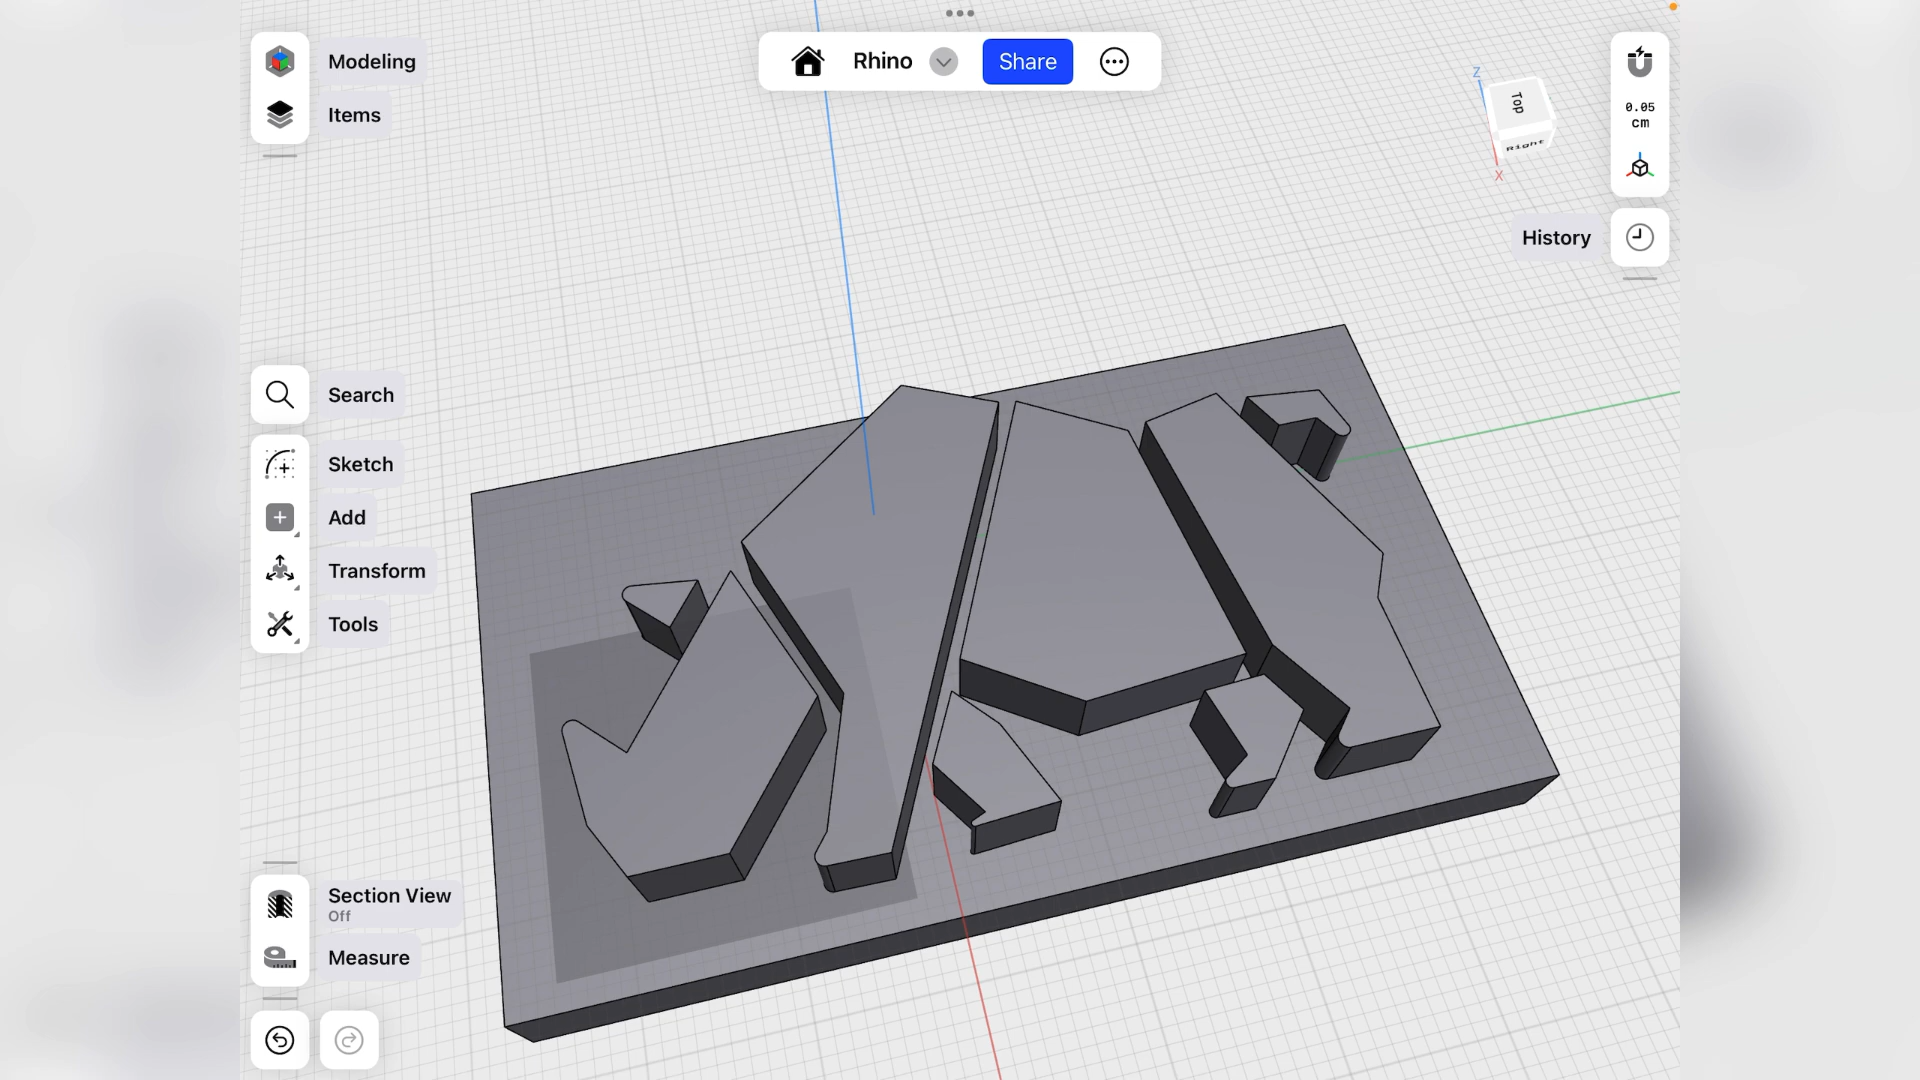 Modeling
Items
Rhino
Share
Z
Top
Right
X
0.05
cm
History
Search
Sketch
Add
Transform
Tools
Section View
Off
Measure